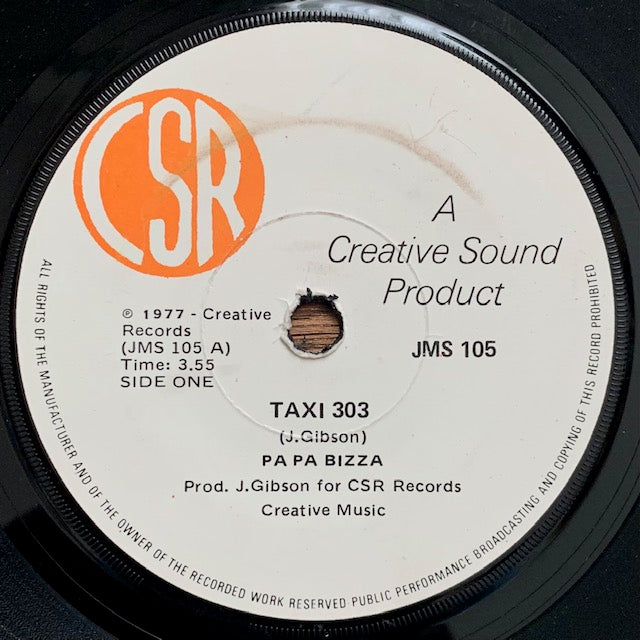 CSR
A
Creative Sound
Product
℗ 1977 - Creative
Records
(JMS 105 A)
Time: 3.55
SIDE ONE
JMS 105
TAXI 303
(J.Gibson)
PA PA BIZZA
Prod. J.Gibson for CSR Records
Creative Music
ALL RIGHTS OF THE MANUFACTURER AND OF THE OWNER OF THE RECORDED WORK RESERVED PUBLIC PERFORMANCE BROADCASTING AND COPYING OF THIS RECORD PROHIBITED